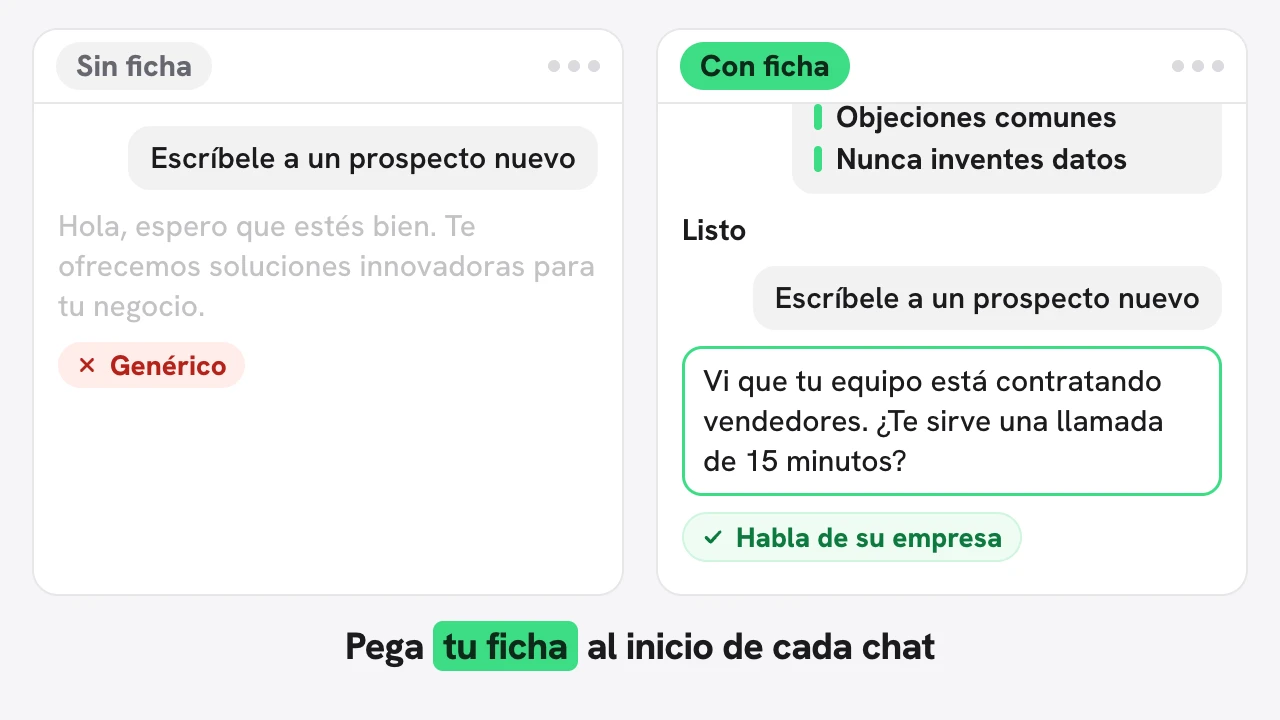 Sin ficha
Escríbele a un prospecto nuevo
Hola, espero que estés bien. Te
ofrecemos soluciones innovadoras para
tu negocio.
✕ Genérico
Con ficha
Objeciones comunes
Nunca inventes datos
Listo
Escríbele a un prospecto nuevo
Vi que tu equipo está contratando
vendedores. ¿Te sirve una llamada
de 15 minutos?
✓ Habla de su empresa
Pega tu ficha al inicio de cada chat